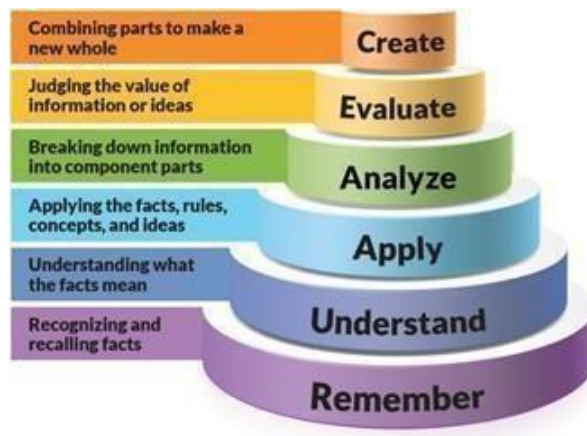 Combining parts to make a
new whole
Create
Judging the value of
information or ideas
Evaluate
Breaking down information
into component parts
Analyze
Applying the facts, rules,
concepts, and ideas
Apply
Understanding what
the facts mean
Understand
Recognizing and
recalling facts
Remember